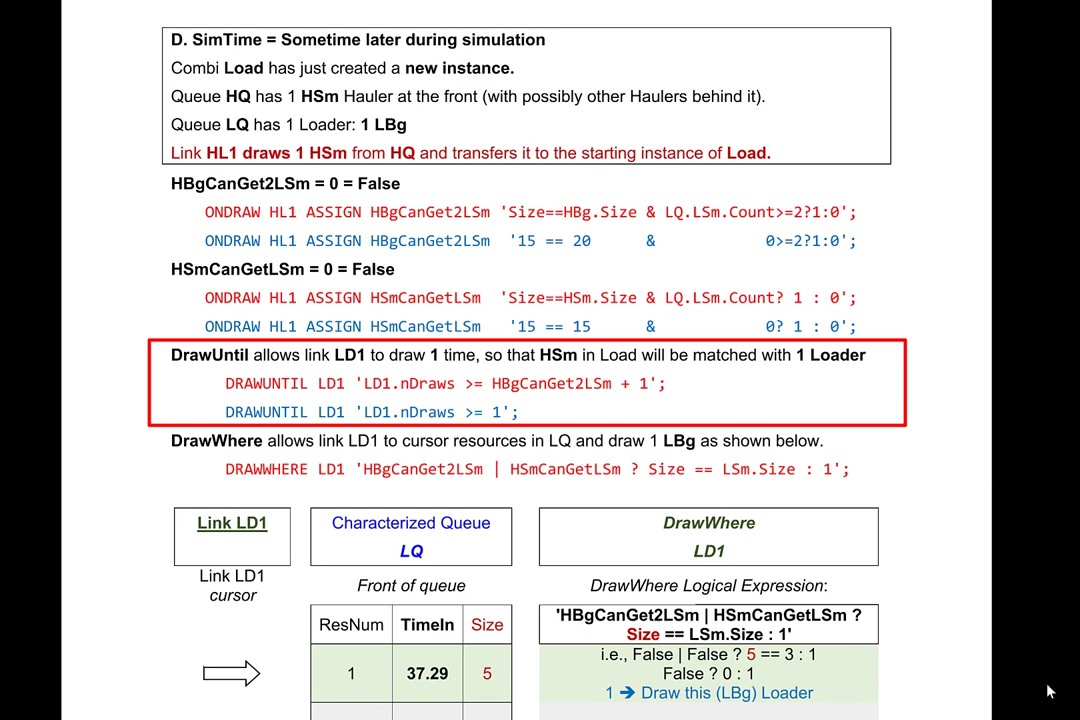 D. SimTime = Sometime later during simulation
Combi Load has just created a new instance.
Queue HQ has 1 HSm Hauler at the front (with possibly other Haulers behind it).
Queue LQ has 1 Loader: 1 LBg
Link HL1 draws 1 HSm from HQ and transfers it to the starting instance of Load.
HBgCanGet2LSm = 0 = False
ONDRAW HL1 ASSIGN HBgCanGet2LSm 'Size==HBg.Size & LQ.LSm.Count>=2?1:0';
ONDRAW HL1 ASSIGN HBgCanGet2LSm '15 == 20 & 0>=2?1:0';
HSmCanGetLSm = 0 = False
ONDRAW HL1 ASSIGN HSmCanGetLSm 'Size==HSm.Size & LQ.LSm.Count? 1 : 0';
ONDRAW HL1 ASSIGN HSmCanGetLSm '15 == 15 & 0? 1 : 0';
DrawUntil allows link LD1 to draw 1 time, so that HSm in Load will be matched with 1 Loader
DRAWUNTIL LD1 'LD1.nDraws >= HBgCanGet2LSm + 1';
DRAWUNTIL LD1 'LD1.nDraws >= 1';
DrawWhere allows link LD1 to cursor resources in LQ and draw 1 LBg as shown below.
DRAWWHERE LD1 'HBgCanGet2LSm | HSmCanGetLSm ? Size == LSm.Size : 1';
Link LD1
Link LD1
cursor
Characterized Queue
LQ
Front of queue
ResNum TimeIn Size
1 37.29 5
DrawWhere
LD1
DrawWhere Logical Expression:
'HBgCanGet2LSm | HSmCanGetLSm ?
Size == LSm.Size : 1'
i.e., False | False ? 5 == 3 : 1
False ? 0 : 1
1 ➔ Draw this (LBg) Loader